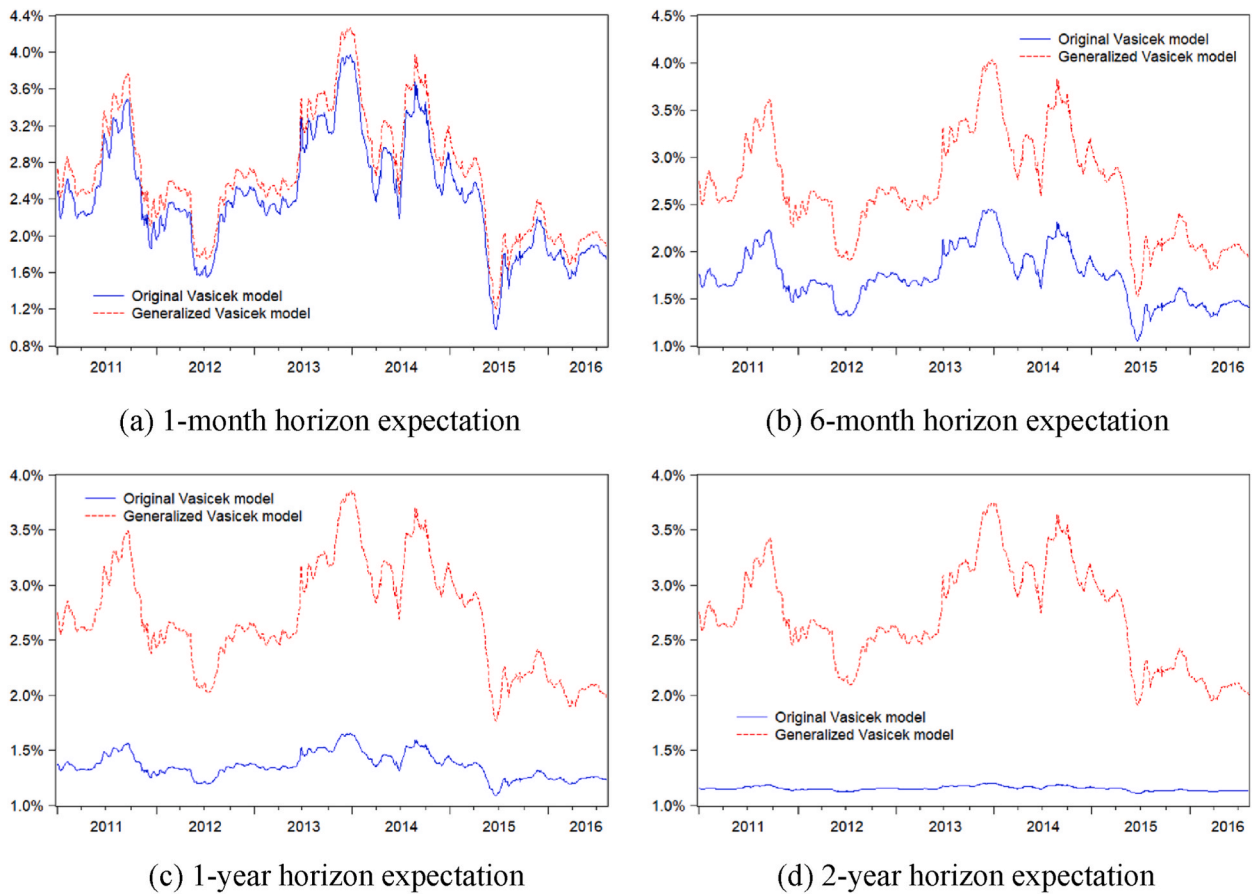 4.4%
4.0%
3.6%
3.2%
2.8%
2.4%
2.0%
1.6%
1.2%
0.8%
Original Vasicek model
Generalized Vasicek model
2011 2012 2013 2014 2015 2016
(a) 1-month horizon expectation
4.5%
4.0%
3.5%
3.0%
2.5%
2.0%
1.5%
1.0%
Original Vasicek model
Generalized Vasicek model
2011 2012 2013 2014 2015 2016
(b) 6-month horizon expectation
4.0%
3.5%
3.0%
2.5%
2.0%
1.5%
1.0%
Original Vasicek model
Generalized Vasicek model
2011 2012 2013 2014 2015 2016
(c) 1-year horizon expectation
4.0%
3.5%
3.0%
2.5%
2.0%
1.5%
1.0%
Original Vasicek model
Generalized Vasicek model
2011 2012 2013 2014 2015 2016
(d) 2-year horizon expectation